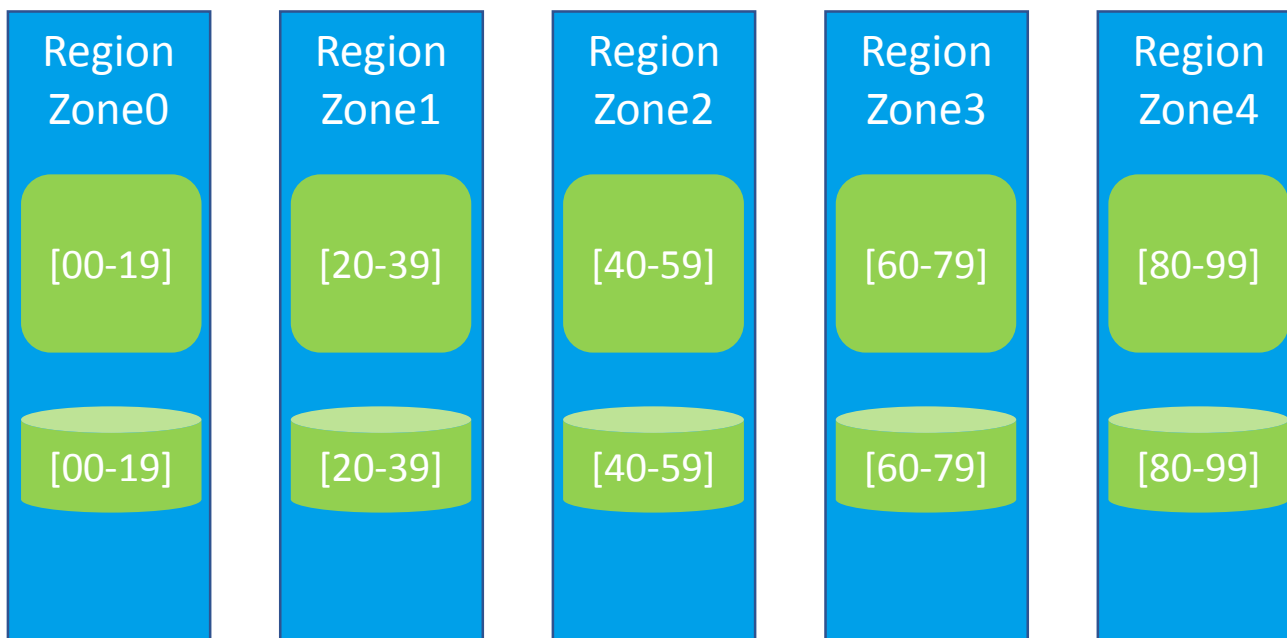 Region
Zone0
[00-19]
[00-19]
Region
Zone1
[20-39]
[20-39]
Region
Zone2
[40-59]
[40-59]
Region
Zone3
[60-79]
[60-79]
Region
Zone4
[80-99]
[80-99]